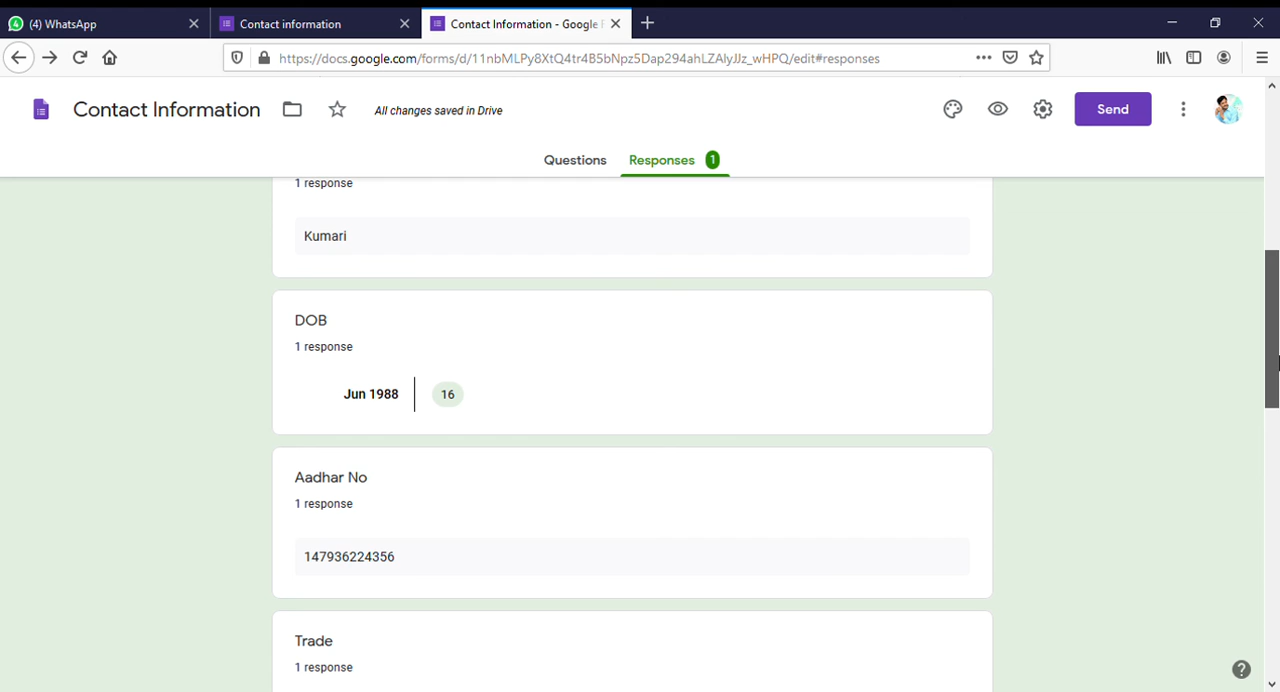 (4) WhatsApp
Contact information
Contact Information - Google F
https://docs.google.com/forms/d/11nbMLPy8XtQ4tr4B5bNpz5Dap294ahLZAlyJJz_wHPQ/edit#responses
Contact Information
All changes saved in Drive
Send
Questions
Responses 1
1 response
Kumari
DOB
1 response
Jun 1988 16
Aadhar No
1 response
147936224356
Trade
1 response